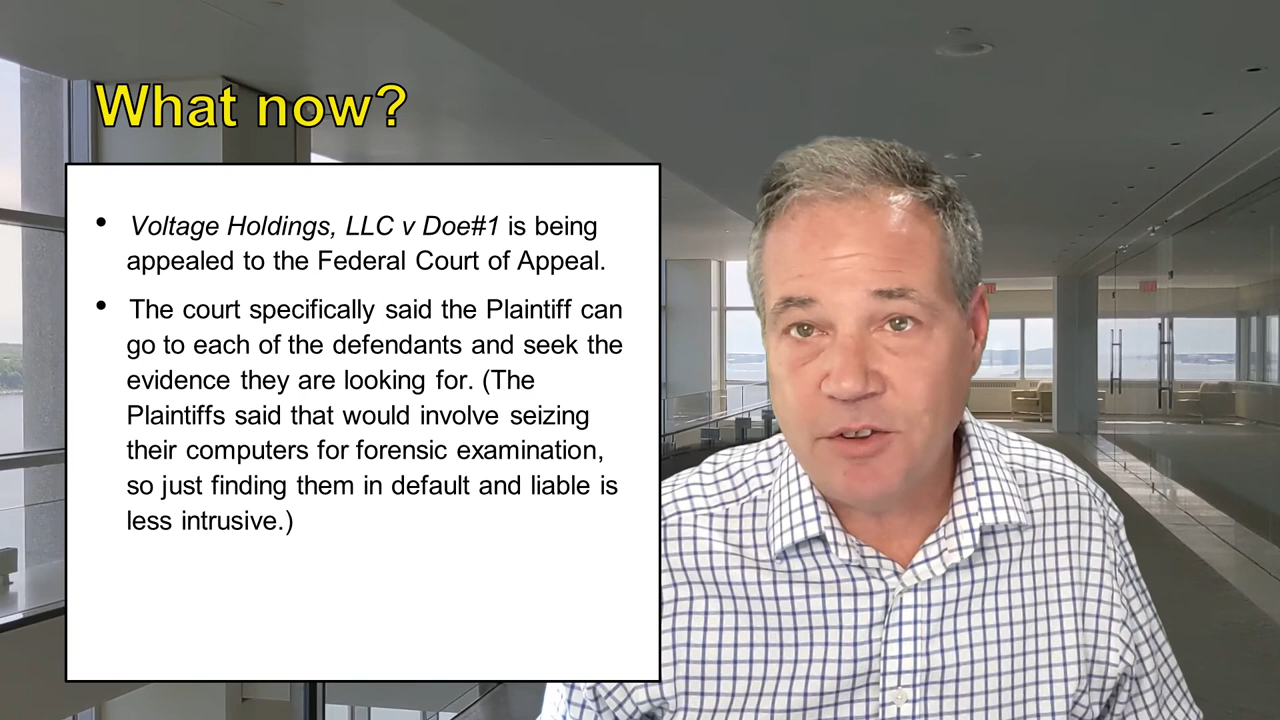 What now?
• Voltage Holdings, LLC v Doe#1 is being
appealed to the Federal Court of Appeal.
• The court specifically said the Plaintiff can
go to each of the defendants and seek the
evidence they are looking for. (The
Plaintiffs said that would involve seizing
their computers for forensic examination,
so just finding them in default and liable is
less intrusive.)